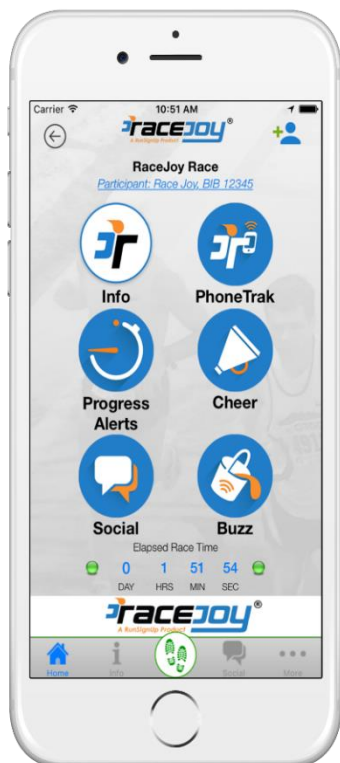 Carrier 10:51 AM
racejoy®
A RunSignUp Product
RaceJoy Race
Participant: Race Joy, BIB 12345
Info
PhoneTrak
Progress
Alerts
Cheer
Social
Buzz
Elapsed Race Time
0 1 51 54
DAY HRS MIN SEC
racejoy®
A RunSignUp Product
Home Info Social More